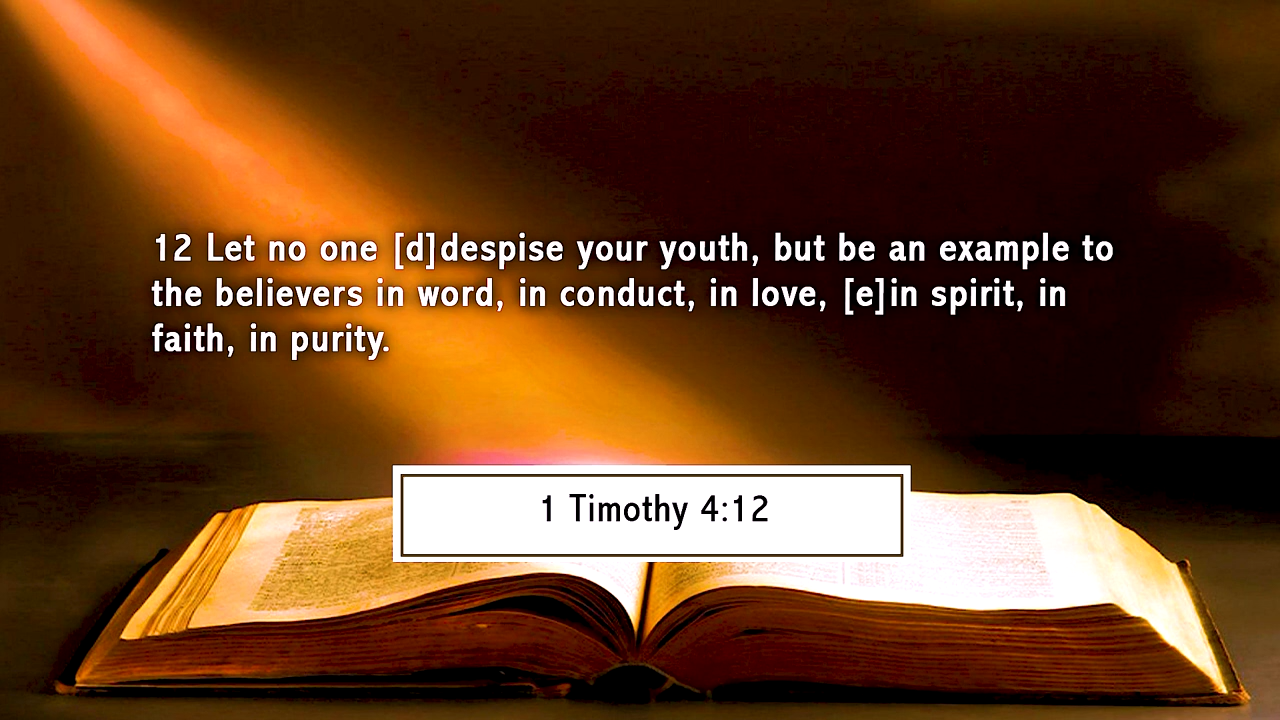 12 Let no one [d]despise your youth, but be an example to
the believers in word, in conduct, in love, [e]in spirit, in
faith, in purity.
1 Timothy 4:12